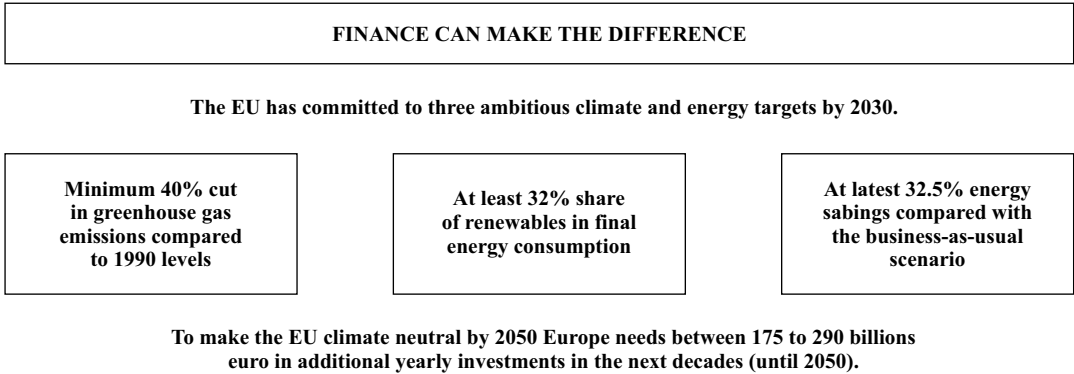 FINANCE CAN MAKE THE DIFFERENCE
The EU has committed to three ambitious climate and energy targets by 2030.
Minimum 40% cut
in greenhouse gas
emissions compared
to 1990 levels
At least 32% share
of renewables in final
energy consumption
At latest 32.5% energy
sabings compared with
the business-as-usual
scenario
To make the EU climate neutral by 2050 Europe needs between 175 to 290 billions
euro in additional yearly investments in the next decades (until 2050).